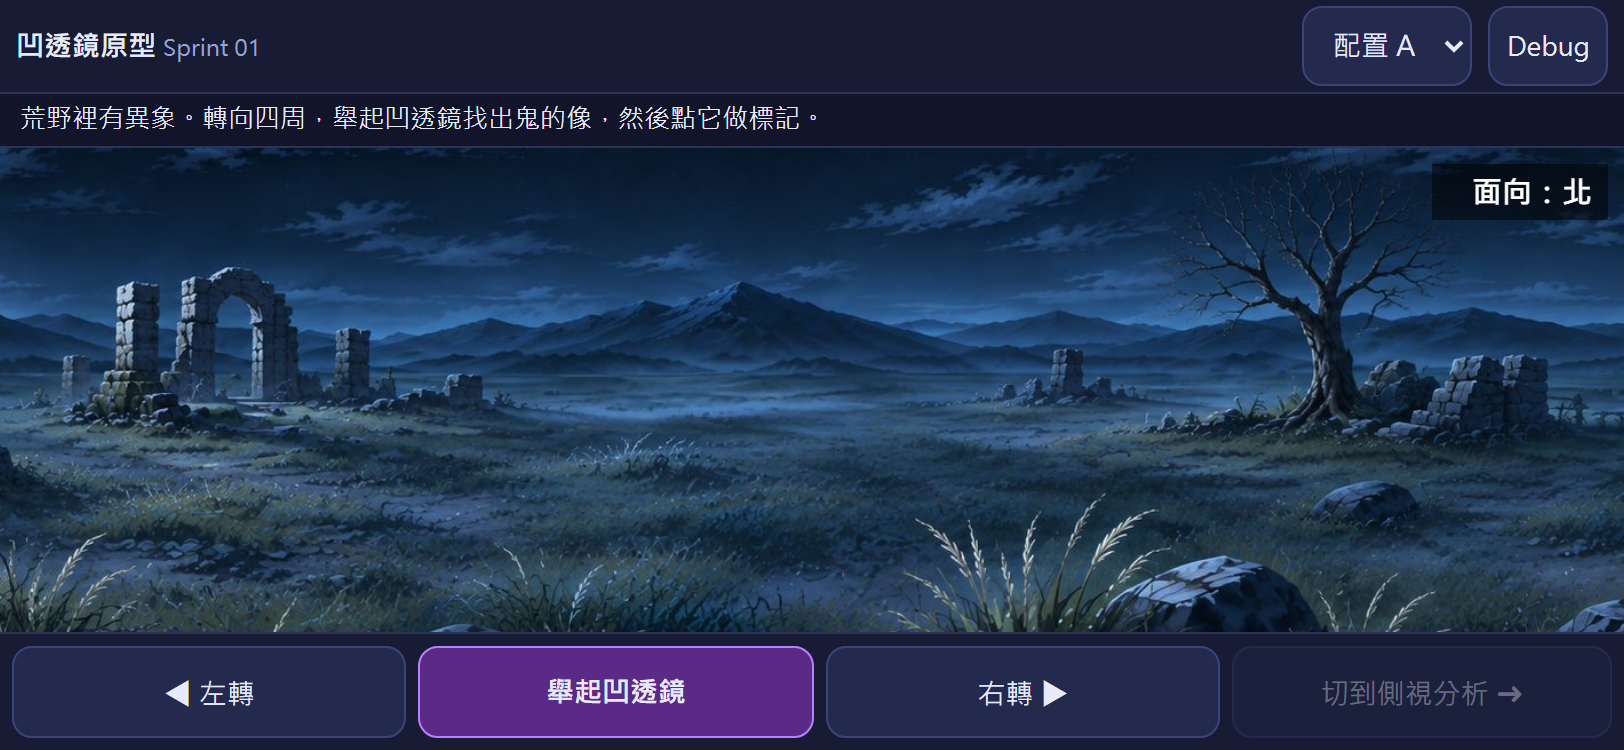 凹透鏡原型 Sprint 01
配置 A
Debug
荒野裡有異象。轉向四周，舉起凹透鏡找出鬼的像，然後點它做標記。
面向：北
◀ 左轉
舉起凹透鏡
右轉 ▶
切到側視分析 →